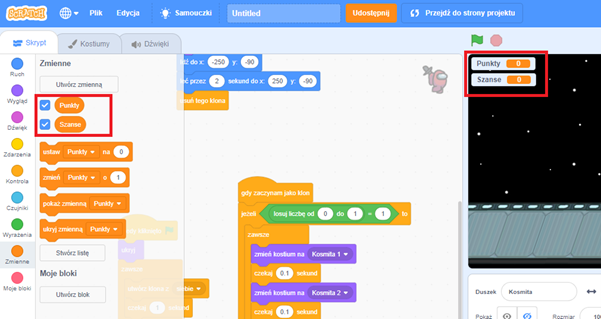 SCRATCH Plik Edycja Samouczki Untitled Udostępnij Przejdź do strony projektu
Skrypt Kostiumy Dźwięki
Ruch
Wygląd
Dźwięk
Zdarzenia
Kontrola
Czujniki
Wyrażenia
Zmienne
Moje bloki
Zmienne
Utwórz zmienną
Punkty
Szanse
ustaw Punkty na 0
zmień Punkty o 1
pokaż zmienną Punkty
ukryj zmienną Punkty
Stwórz listę
Moje bloki
Utwórz blok
do x: -250 y: -90
przez 2 sekund do x: 250 y: -90
usuń tego klona
gdy zaczynam jako klon
jeżeli losuj liczbę od 0 do 1 = 1 to
zawsze
zmień kostium na Kosmita 1
czekaj 0.1 sekund
zmień kostium na Kosmita 2
czekaj 0.1 sekund
Punkty 0
Szanse 0
Duszek Kosmita
Pokaż Rozmiar